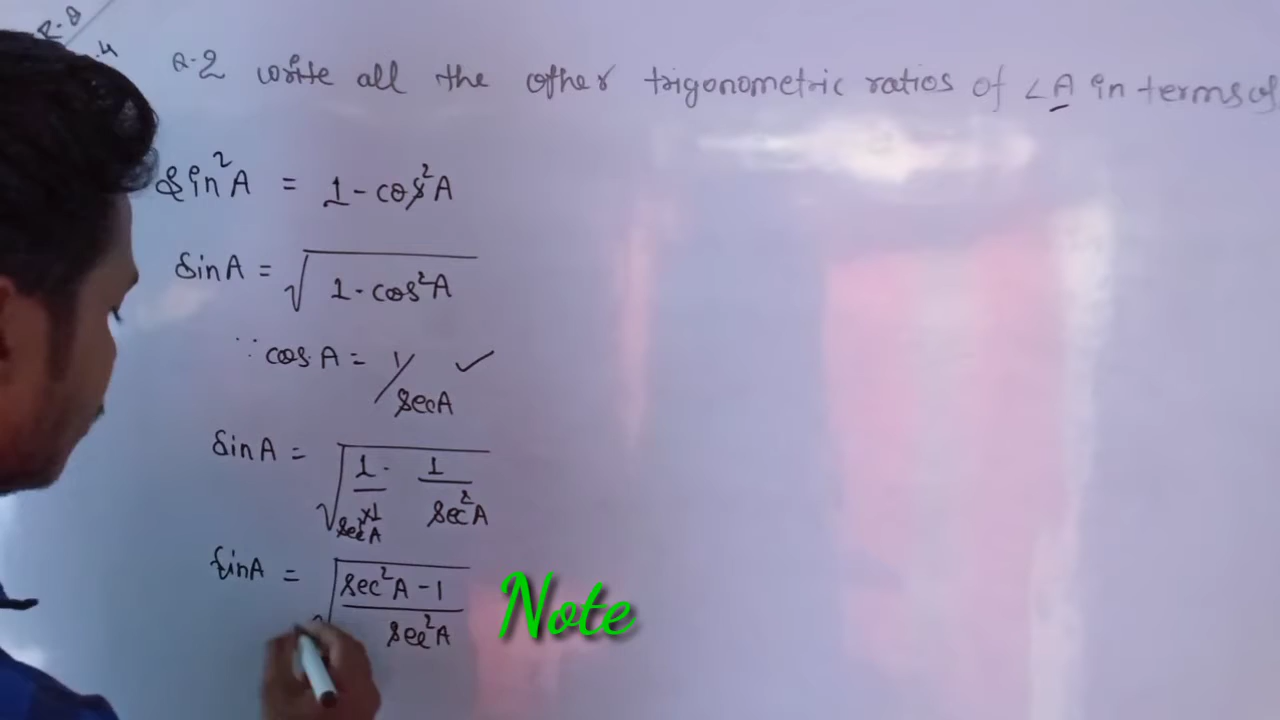 Q.2 write all the other trigonometric ratios of ∠A in terms of
Sin²A = 1 - cos²A
SinA = √(1 - cos²A)
∵ cosA = 1/secA ✓
SinA = √(1/1 - 1/sec²A)
SinA = √((sec²A - 1)/sec²A)
Note